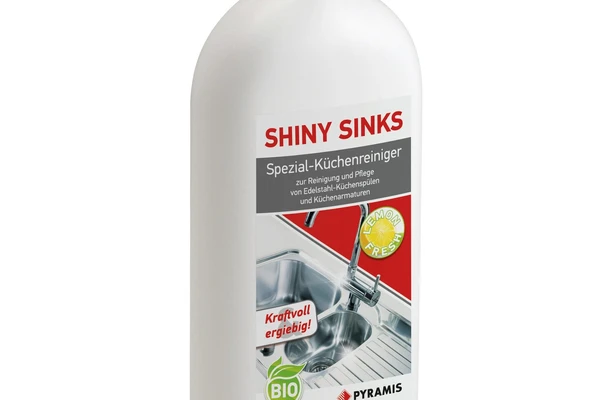 SHINY SINKS
Spezial-Küchenreiniger
zur Reinigung und Pflege
von Edelstahl-Küchenspülen
und Küchenarmaturen
LEMON
FRESH
Kraftvoll
ergiebig!
BIO
PYRAMIS